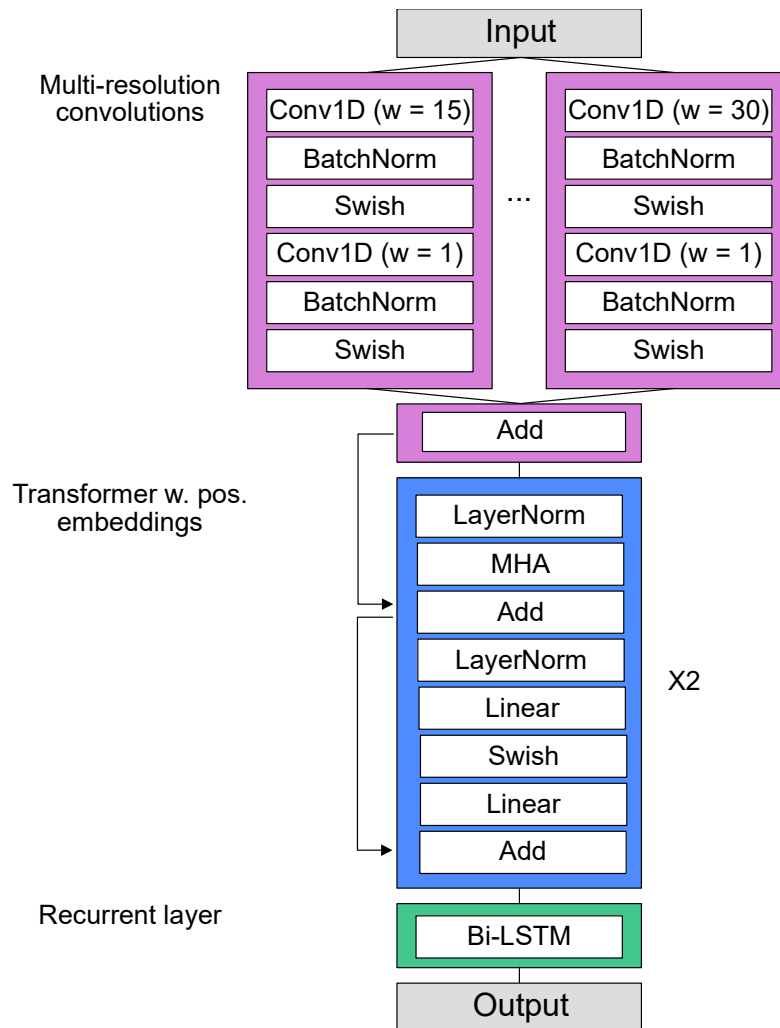 Input
Multi-resolution
convolutions
Conv1D (w = 15)
BatchNorm
Swish
Conv1D (w = 1)
BatchNorm
Swish
...
Conv1D (w = 30)
BatchNorm
Swish
Conv1D (w = 1)
BatchNorm
Swish
Add
Transformer w. pos.
embeddings
LayerNorm
MHA
Add
LayerNorm
Linear
Swish
Linear
Add
X2
Recurrent layer
Bi-LSTM
Output